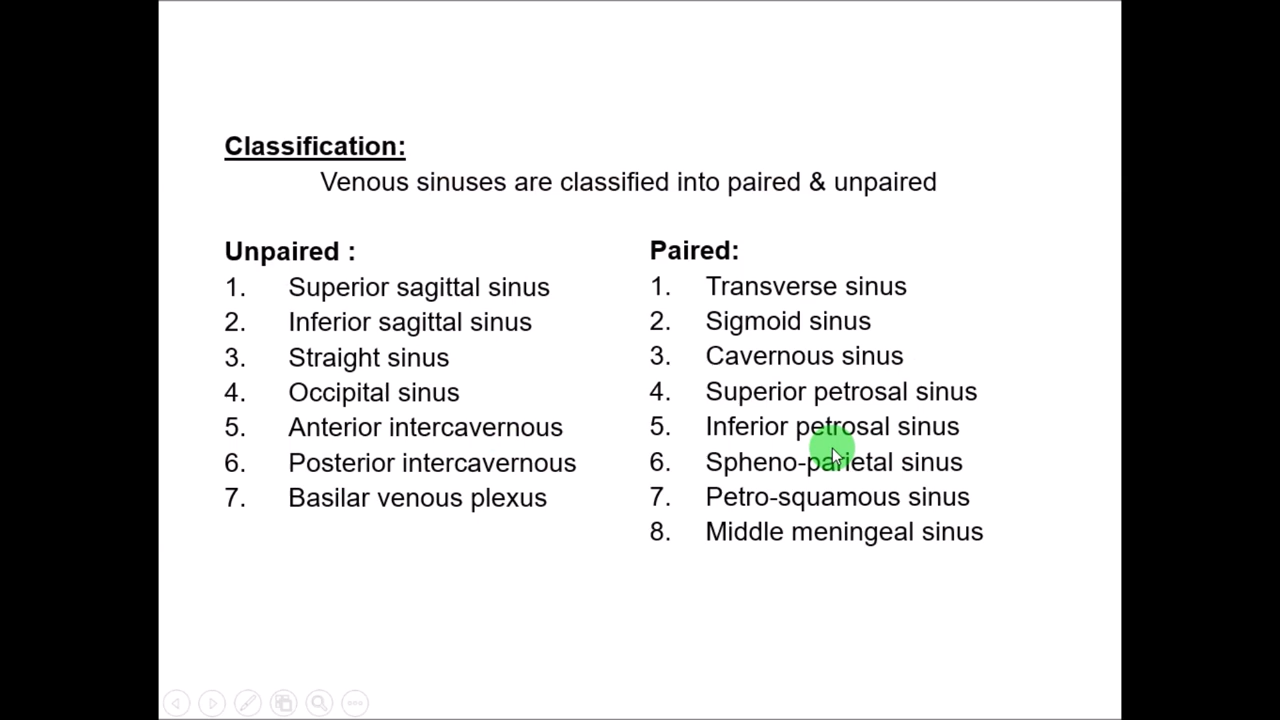 Classification:
Venous sinuses are classified into paired & unpaired
Unpaired :
1. Superior sagittal sinus
2. Inferior sagittal sinus
3. Straight sinus
4. Occipital sinus
5. Anterior intercavernous
6. Posterior intercavernous
7. Basilar venous plexus
Paired:
1. Transverse sinus
2. Sigmoid sinus
3. Cavernous sinus
4. Superior petrosal sinus
5. Inferior petrosal sinus
6. Spheno-parietal sinus
7. Petro-squamous sinus
8. Middle meningeal sinus